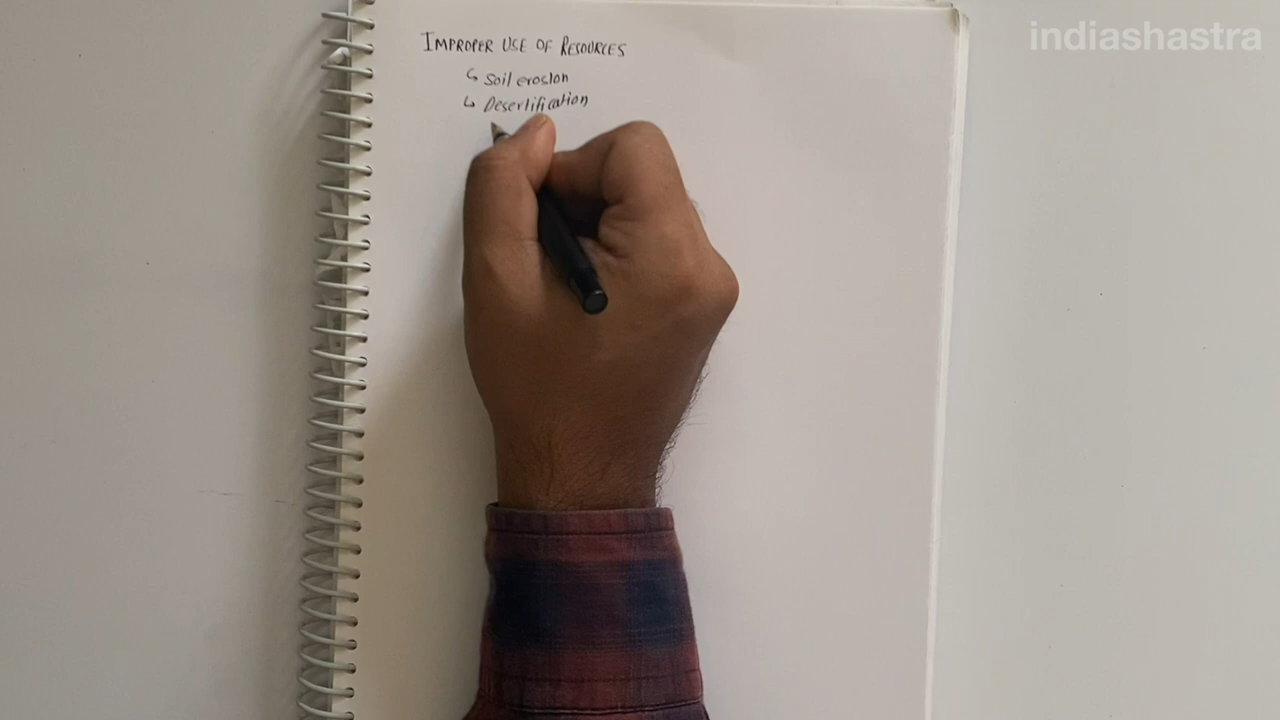 indiashastra
IMPROPER USE OF RESOURCES
↳ Soil erosion
↳ Desertification